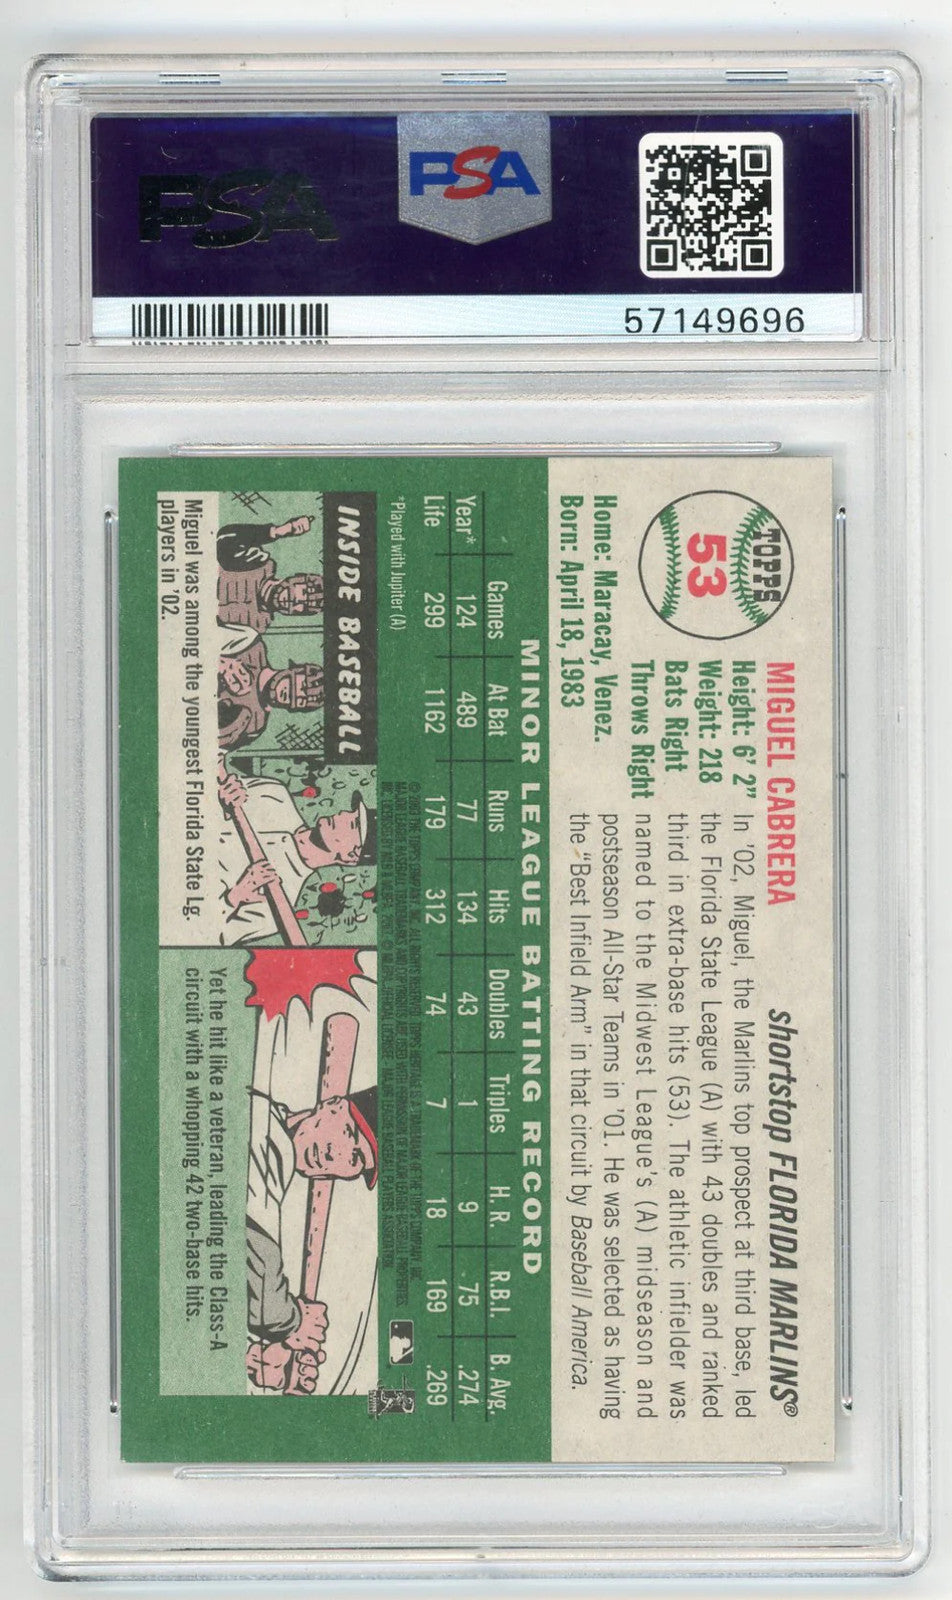 PSA
PSA
57149696
TOPPS
53
MIGUEL CABRERA
shortstop FLORIDA MARLINS®
Height: 6' 2"
Weight: 218
Bats Right
Throws Right
Home: Maracay, Venez.
Born: April 18, 1983
In '02, Miguel, the Marlins top prospect at third base, led
the Florida State League (A) with 43 doubles and ranked
third in extra-base hits (53). The athletic infielder was
named to the Midwest League's (A) midseason and
postseason All-Star Teams in '01. He was selected as having
the "Best Infield Arm" in that circuit by Baseball America.
MINOR LEAGUE BATTING RECORD
Year* Games At Bat Runs Hits Doubles Triples H.R. R.B.I. B. Avg.
124 489 77 134 43 1 9 75 .274
Life 299 1162 179 312 74 7 18 169 .269
*Played with Jupiter (A)
INSIDE BASEBALL
Miguel was among the youngest Florida State Lg.
players in '02.
Yet he hit like a veteran, leading the Class-A
circuit with a whopping 42 two-base hits.